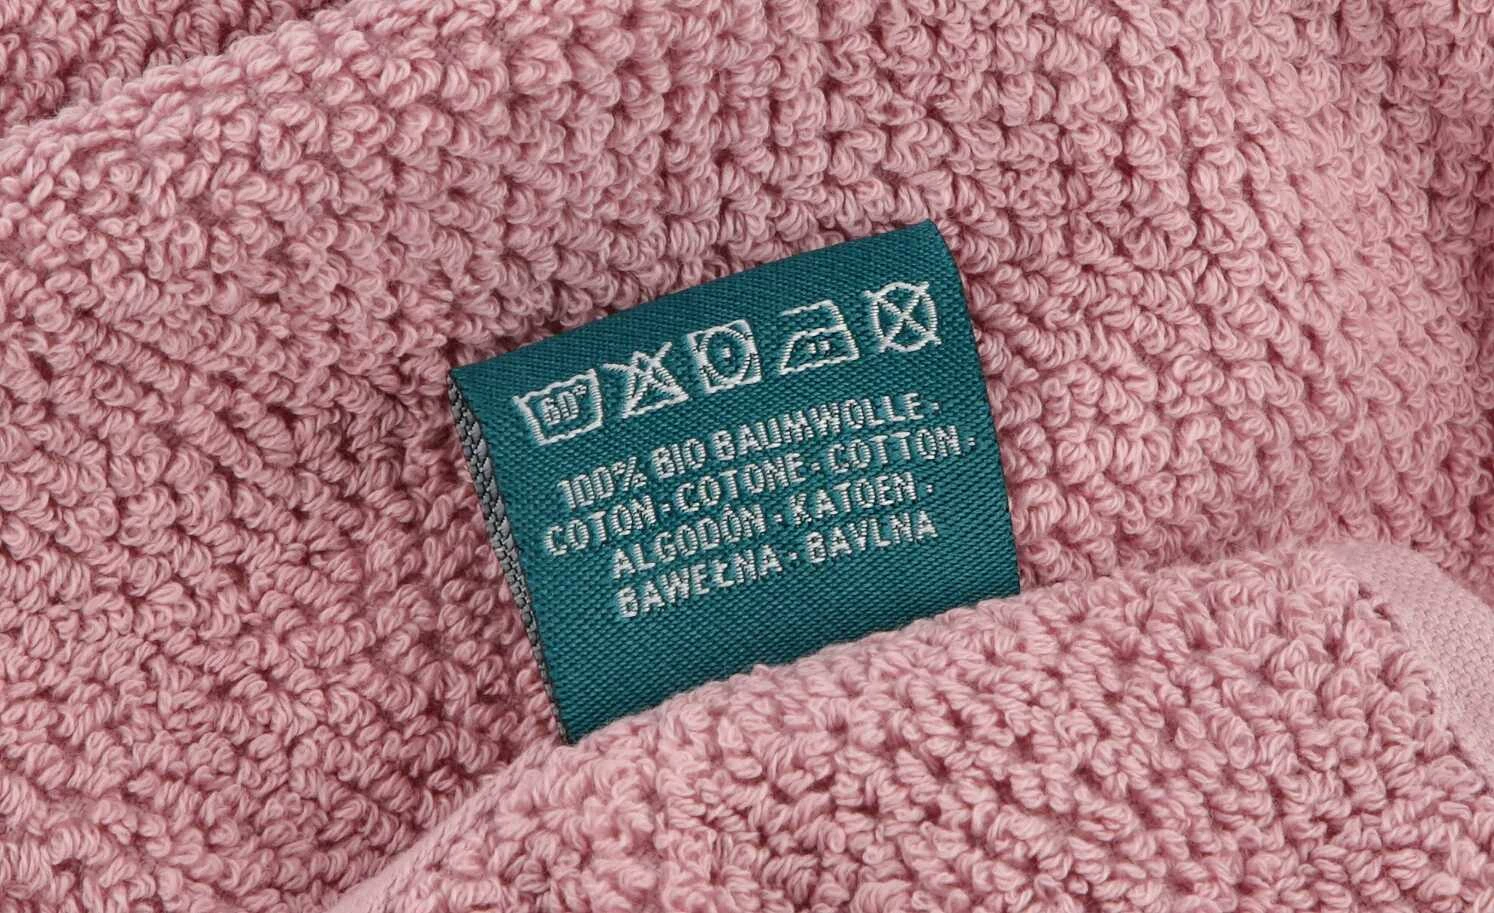 60°
100% BIO BAUMWOLLE ·
COTON · COTONE · COTTON ·
ALGODÓN · KATOEN ·
BAWEŁNA · BAVLNA